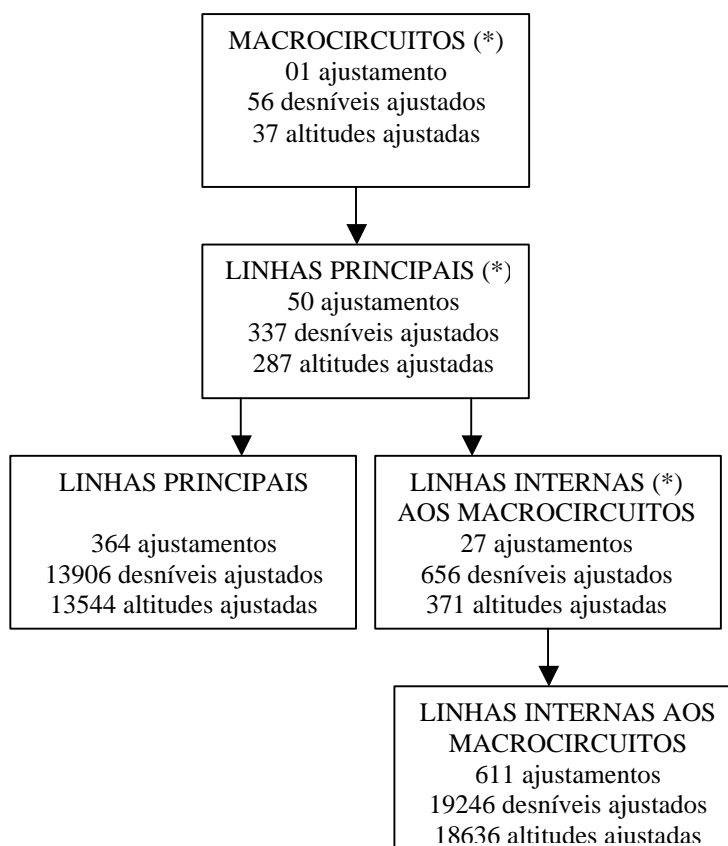 MACROCIRCUITOS (*)
01 ajustamento
56 desníveis ajustados
37 altitudes ajustadas
LINHAS PRINCIPAIS (*)
50 ajustamentos
337 desníveis ajustados
287 altitudes ajustadas
LINHAS PRINCIPAIS
364 ajustamentos
13906 desníveis ajustados
13544 altitudes ajustadas
LINHAS INTERNAS (*)
AOS MACROCIRCUITOS
27 ajustamentos
656 desníveis ajustados
371 altitudes ajustadas
LINHAS INTERNAS AOS
MACROCIRCUITOS
611 ajustamentos
19246 desníveis ajustados
18636 altitudes ajustadas